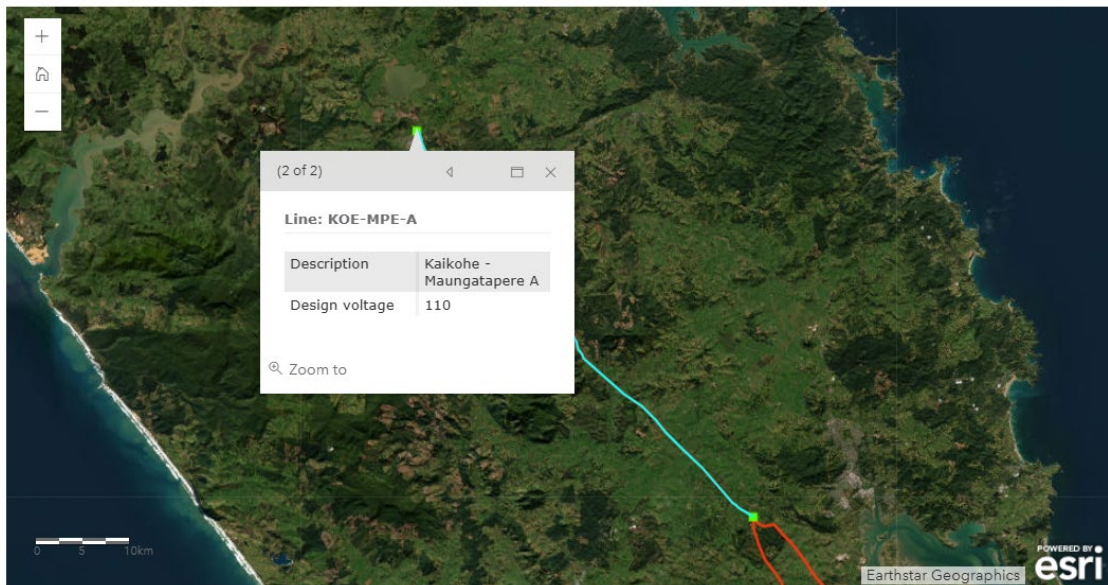 (2 of 2)
Line: KOE-MPE-A
Description
Kaikohe -
Maungatapere A
Design voltage
110
Zoom to
0 5 10km
POWERED BY
esri
Earthstar Geographics